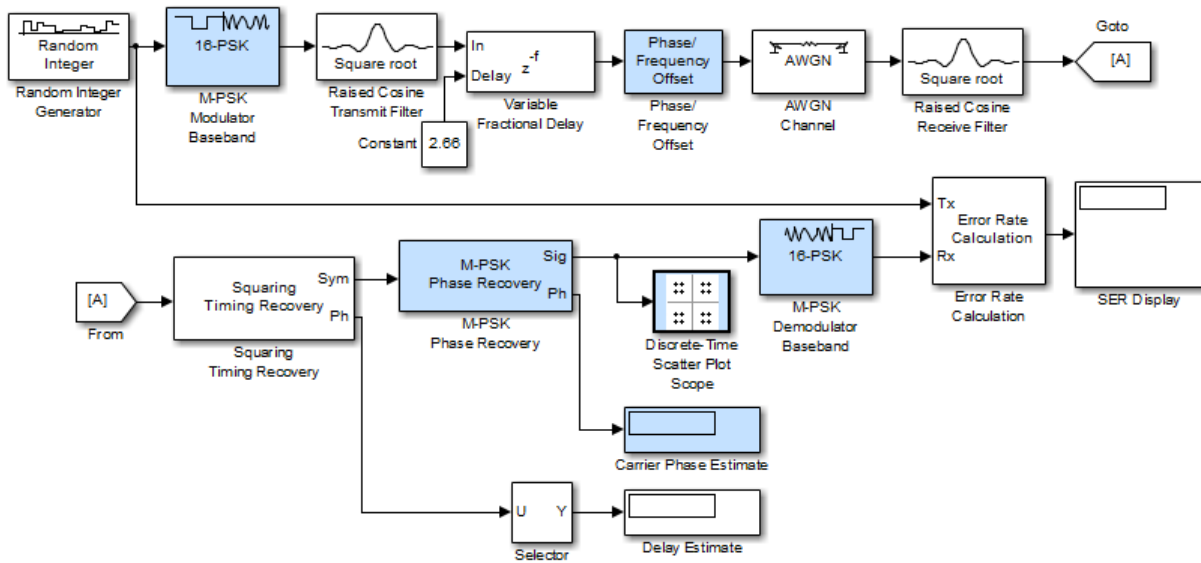 Random
Integer
Random Integer
Generator
16-PSK
M-PSK
Modulator
Baseband
Square root
Raised Cosine
Transmit Filter
Constant
2.66
In
Delay
z-f
Variable
Fractional Delay
Phase/
Frequency
Offset
Phase/
Frequency
Offset
AWGN
AWGN
Channel
Square root
Raised Cosine
Receive Filter
Goto
[A]
Tx
Rx
Error Rate
Calculation
Error Rate
Calculation
SER Display
[A]
From
Squaring
Timing Recovery
Sym
Ph
Squaring
Timing Recovery
M-PSK
Phase Recovery
Sig
Ph
M-PSK
Phase Recovery
Discrete-Time
Scatter Plot
Scope
16-PSK
M-PSK
Demodulator
Baseband
Carrier Phase Estimate
U
Y
Selector
Delay Estimate